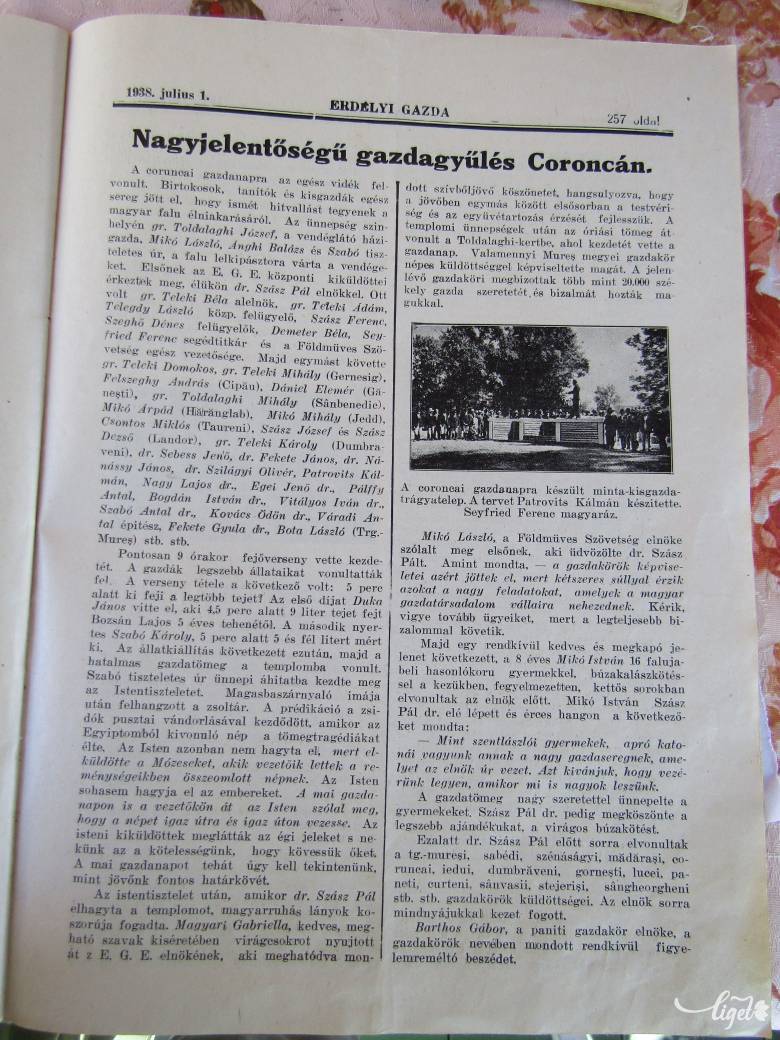 1938. julius 1.
ERDÉLYI GAZDA
257 oldal
Nagyjelentőségű gazdagyűlés Coroncán.
A coruncai gazdanapra az egész vidék fel-
vonult. Birtokosok, tanítók és kisgazdák egész
sereg jött el, hogy ismét hitvallást tegyenek a
magyar falu élniakarásáról. Az ünnepség szin-
helyén gr. Toldalaghi József, a vendéglátó házi-
gazda, Mikó László, Anghi Balázs és Szabó tisz-
teletes úr, a falu lelkipásztora várta a vendége-
ket. Elsőnek az E. G. E. központi kiküldöttei
érkeztek meg, élükön dr. Szász Pál elnökkel. Ott
volt gr. Teleki Béla alelnök, gr. Teleki Ádám,
Telegdy László közp. felügyelő, Szász Ferenc,
Szeghő Dénes felügyelők, Demeter Béla, Sey-
fried Ferenc segédtitkár és a Földmüves Szö-
vetség egész vezetősége. Majd egymást követte
gr. Teleki Domokos, gr. Teleki Mihály (Gernesig),
Felszeghy András (Cipău), Dániel Elemér (Gă-
nești), gr. Toldalaghi Mihály (Sânbenedic),
Mikó Árpád (Hărănglab), Mikó Mihály (Jedd),
Csontos Miklós (Taureni), Szász József és Szász
Dezső (Landor), gr. Teleki Károly (Dumbra-
veni), dr. Sebess Jenő, dr. Fekete János, dr. Ná-
nássy János, dr. Szilágyi Olivér, Patrovits Kál-
mán, Nagy Lajos dr., Egei Jenő dr., Pálffy
Antal, Bogdán István dr., Vitályos Iván dr.,
Szabó Antal dr., Kovács Ödön dr., Váradi An-
tal építész, Fekete Gyula dr., Bota László (Trg.-
Mureș) stb. stb.
Pontosan 9 órakor fejőverseny vette kezde-
tét. A gazdák legszebb állataikat vonultatták
fel. A verseny tétele a következő volt: 5 perc
alatt ki feji a legtöbb tejet? Az első díjat Duka
János vitte el, aki 4,5 perc alatt 9 liter tejet fejt
Bozsán Lajos 5 éves tehenétől. A második nyer-
tes Szabó Károly, 5 perc alatt 5 és fél litert mért
ki. Az állatkiállítás következett ezután, majd a
hatalmas gazdatömeg a templomba vonult.
Szabó tiszteletes úr ünnepi áhitatba kezdte meg
az Istentiszteletet. Magasbaszárnyaló imája
után felhangzott a zsoltár. A prédikáció a zsi-
dók pusztai vándorlásával kezdődött, amikor az
Egyiptomból kivonuló nép a tömegtragédiákat
élte. Az Isten azonban nem hagyta el, mert el-
küldötte a Mózeseket, akik vezetőik lettek a re-
ménységeikben összeomlott népnek. Az Isten
sohasem hagyja el az embereket. A mai gazda-
napon is a vezetőkön át az Isten szólal meg,
hogy a népet igaz útra és igaz úton vezesse. Az
isteni kiküldöttek meglátták az égi jeleket s ne-
künk az a kötelességünk, hogy kövessük őket.
A mai gazdanapot tehát úgy kell tekintenünk,
mint jövőnk fontos határkövét.
Az istentisztelet után, amikor dr. Szász Pál
elhagyta a templomot, magyarruhás lányok ko-
szorúja fogadta. Magyari Gabriella, kedves, meg-
ható szavak kiséretében virágcsokrot nyujtott
át z E. G. E. elnökének, aki meghatódva mon-
dott szívbőljövő köszönetet, hangsulyozva, hogy
a jövőben egymás között elsősorban a testvéri-
ség és az együvétartozás érzését fejlesszük. A
templomi ünnepségek után az óriási tömeg át-
vonult a Toldalaghi-kertbe, ahol kezdetét vette a
gazdanap. Valamennyi Mureș megyei gazdakör
népes küldöttséggel képviseltette magát. A jelen-
lévő gazdaköri megbizottak több mint 20.000 szé-
kely gazda szeretetét és bizalmát hozták ma-
gukkal.
A coroncai gazdanapra készült minta-kisgazda-
trágyatelep. A tervet Patrovits Kálmán készitette.
Seyfried Ferenc magyaráz.
Mikó László, a Földmüves Szövetség elnöke
szólalt meg elsőnek, aki üdvözölte dr. Szász
Pált. Amint mondta, — a gazdakörök képvise-
letei azért jöttek el, mert kétszeres súllyal érzik
azokat a nagy feladatokat, amelyek a magyar
gazdatársadalom vállaira nehezednek. Kérik,
vigye tovább ügyeiket, mert a legteljesebb bi-
zalommal követik.
Majd egy rendkívül kedves és megkapó je-
lenet következett, a 8 éves Mikó István 16 faluja-
beli hasonlókoru gyermekkel, búzakalászkötés-
sel a kezükben, fegyelmezetten, kettős sorokban
elvonultak az elnök előtt. Mikó István Szász
Pál dr. elé lépett és érces hangon a következő-
ket mondta:
— Mint szentlászlói gyermekek, apró kato-
nái vagyunk annak a nagy gazdaseregnek, ame-
lyet az elnök úr vezet. Azt kivánjuk, hogy vezé-
rünk legyen, amikor mi is nagyok leszünk.
A gazdatömeg nagy szeretettel ünnepelte a
gyermekeket. Szász Pál dr. pedig megköszönte a
legszebb ajándékukat, a virágos búzakötést.
Ezalatt dr. Szász Pál előtt sorra elvonultak
a tg.-mureși, sabédi, szénáságyi, mădărași, co-
runcai, iedui, dumbrăveni, gornești, lucei, pa-
neti, curteni, sânvasii, stejeriși, sângheorgheni
stb. stb. gazdakörök küldöttségei. Az elnök sorra
mindnyájukkal kezet fogott.
Barthos Gábor, a paniti gazdakör elnöke, a
gazdakörök nevében mondott rendkívül figye-
lemreméltó beszédet.
liget